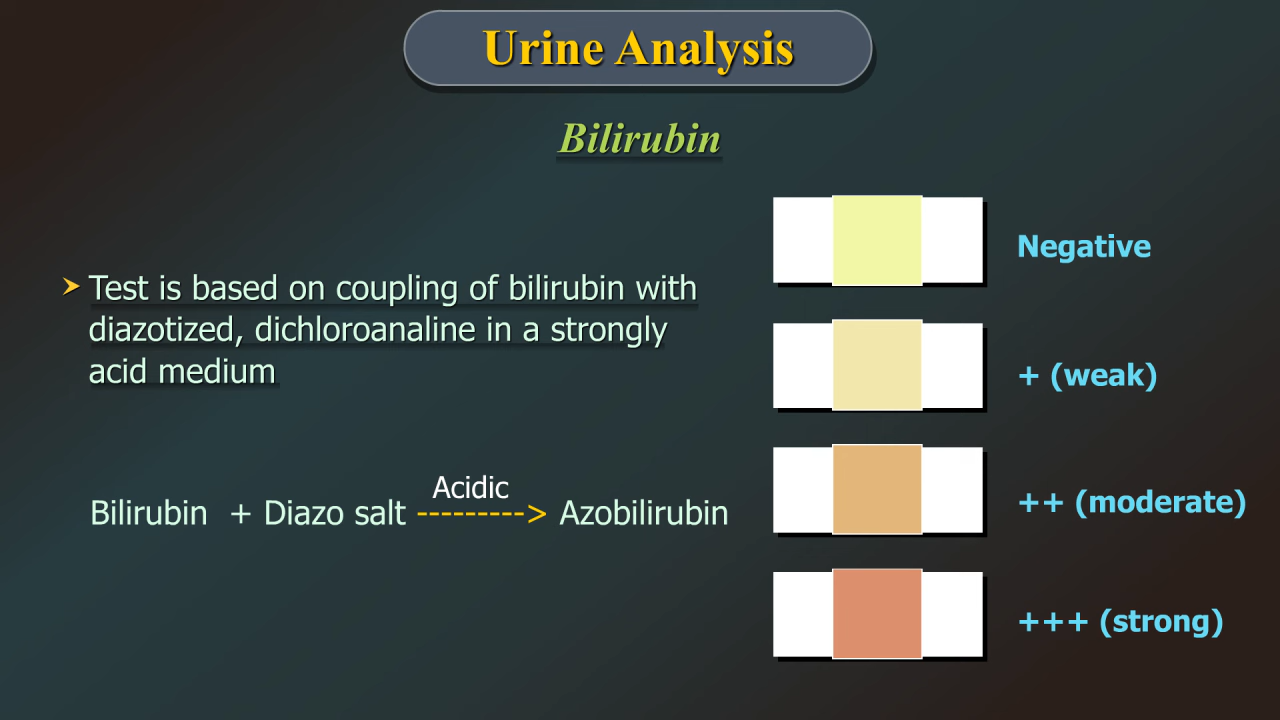 Urine Analysis
Bilirubin
➤ Test is based on coupling of bilirubin with
diazotized, dichloroanaline in a strongly
acid medium
Acidic
Bilirubin + Diazo salt ---------> Azobilirubin
Negative
+ (weak)
++ (moderate)
+++ (strong)